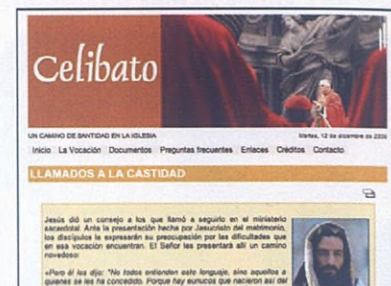 Celibato
UN CAMINO DE SANTIDAD EN LA IGLESIA
Martes, 12 de diciembre de 2006
Inicio La Vocación Documentos Preguntas frecuentes Enlaces Créditos Contacto
LLAMADOS A LA CASTIDAD
Jesús dió un consejo a los que llamó a seguirlo en el ministerio
sacerdotal. Ante la presentación hecha por Jesucristo del matrimonio,
los discípulos le expresarán su preocupación por las dificultades que
en esa vocación encuentran. El Señor les presentará allí un camino
novedoso:
«Pero él les dijo: "No todos entienden este lenguaje, sino aquellos a
quienes se les ha concedido. Porque hay eunucos que nacieron así del